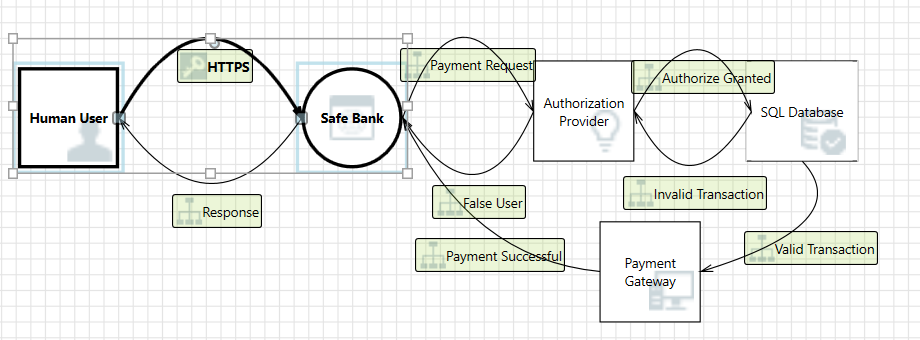 HTTPS
Payment Request
Authorize Granted
Human User
Safe Bank
Authorization
Provider
SQL Database
Response
False User
Invalid Transaction
Payment Successful
Payment
Gateway
Valid Transaction